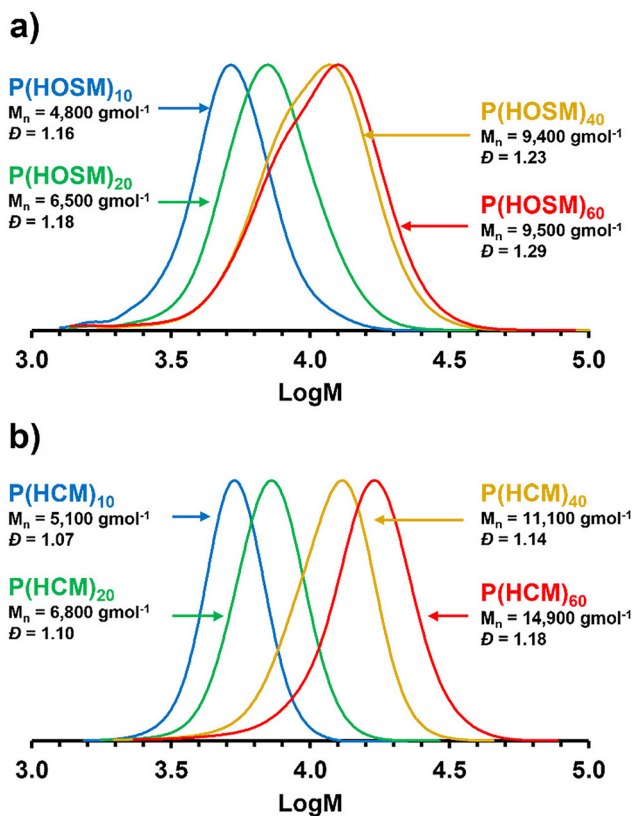 a)
P(HOSM)₁₀
Mₙ = 4,800 gmol⁻¹
Đ = 1.16
P(HOSM)₂₀
Mₙ = 6,500 gmol⁻¹
Đ = 1.18
P(HOSM)₄₀
Mₙ = 9,400 gmol⁻¹
Đ = 1.23
P(HOSM)₆₀
Mₙ = 9,500 gmol⁻¹
Đ = 1.29
3.0 3.5 4.0 4.5 5.0
LogM
b)
P(HCM)₁₀
Mₙ = 5,100 gmol⁻¹
Đ = 1.07
P(HCM)₂₀
Mₙ = 6,800 gmol⁻¹
Đ = 1.10
P(HCM)₄₀
Mₙ = 11,100 gmol⁻¹
Đ = 1.14
P(HCM)₆₀
Mₙ = 14,900 gmol⁻¹
Đ = 1.18
3.0 3.5 4.0 4.5 5.0
LogM